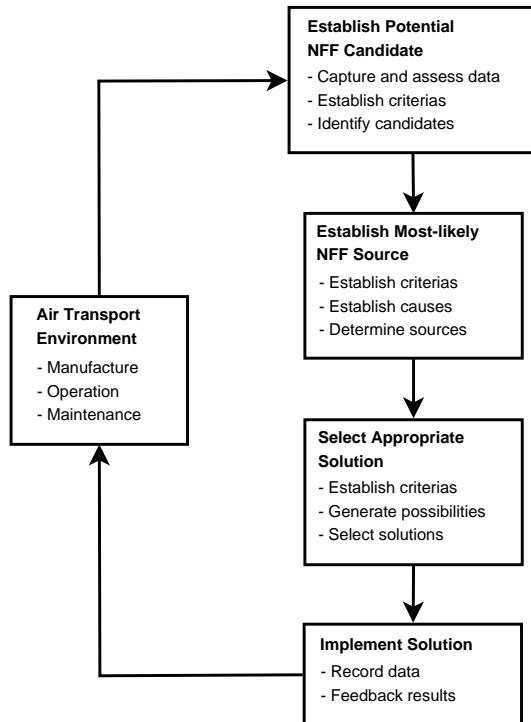 Establish Potential
NFF Candidate
- Capture and assess data
- Establish criterias
- Identify candidates
Establish Most-likely
NFF Source
- Establish criterias
- Establish causes
- Determine sources
Air Transport
Environment
- Manufacture
- Operation
- Maintenance
Select Appropriate
Solution
- Establish criterias
- Generate possibilities
- Select solutions
Implement Solution
- Record data
- Feedback results